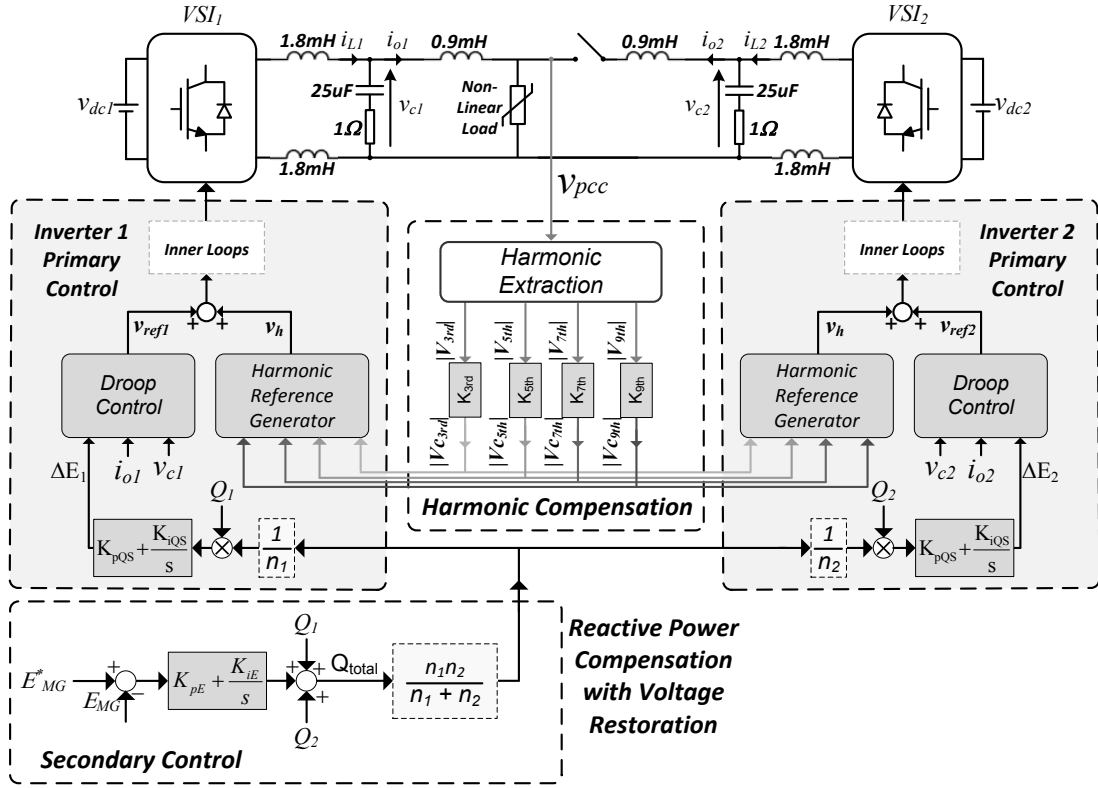 VSI1
VSI2
1.8mH
iL1
io1
0.9mH
0.9mH
io2
iL2
1.8mH
vdc1
25uF
vc1
Non-
Linear
Load
vc2
25uF
vdc2
1Ω
1Ω
1.8mH
1.8mH
vpcc
Inverter 1
Primary
Control
Inner Loops
+
+
vref1
vh
Droop
Control
Harmonic
Reference
Generator
ΔE1
io1
vc1
Q1
KpQS + KiQS
s
1
n1
Harmonic
Extraction
|V3rd|
|V5th|
|V7th|
|V9th|
K3rd
K5th
K7th
K9th
|Vc3rd|
|Vc5th|
|Vc7th|
|Vc9th|
Harmonic Compensation
Inverter 2
Primary
Control
Inner Loops
+
+
vh
vref2
Harmonic
Reference
Generator
Droop
Control
vc2
io2
ΔE2
Q2
1
n2
KpQS + KiQS
s
E*MG
+
−
EMG
KpE + KiE
s
Q1
+
+
+
Q2
Qtotal
n1n2
n1 + n2
Secondary Control
Reactive Power
Compensation
with Voltage
Restoration